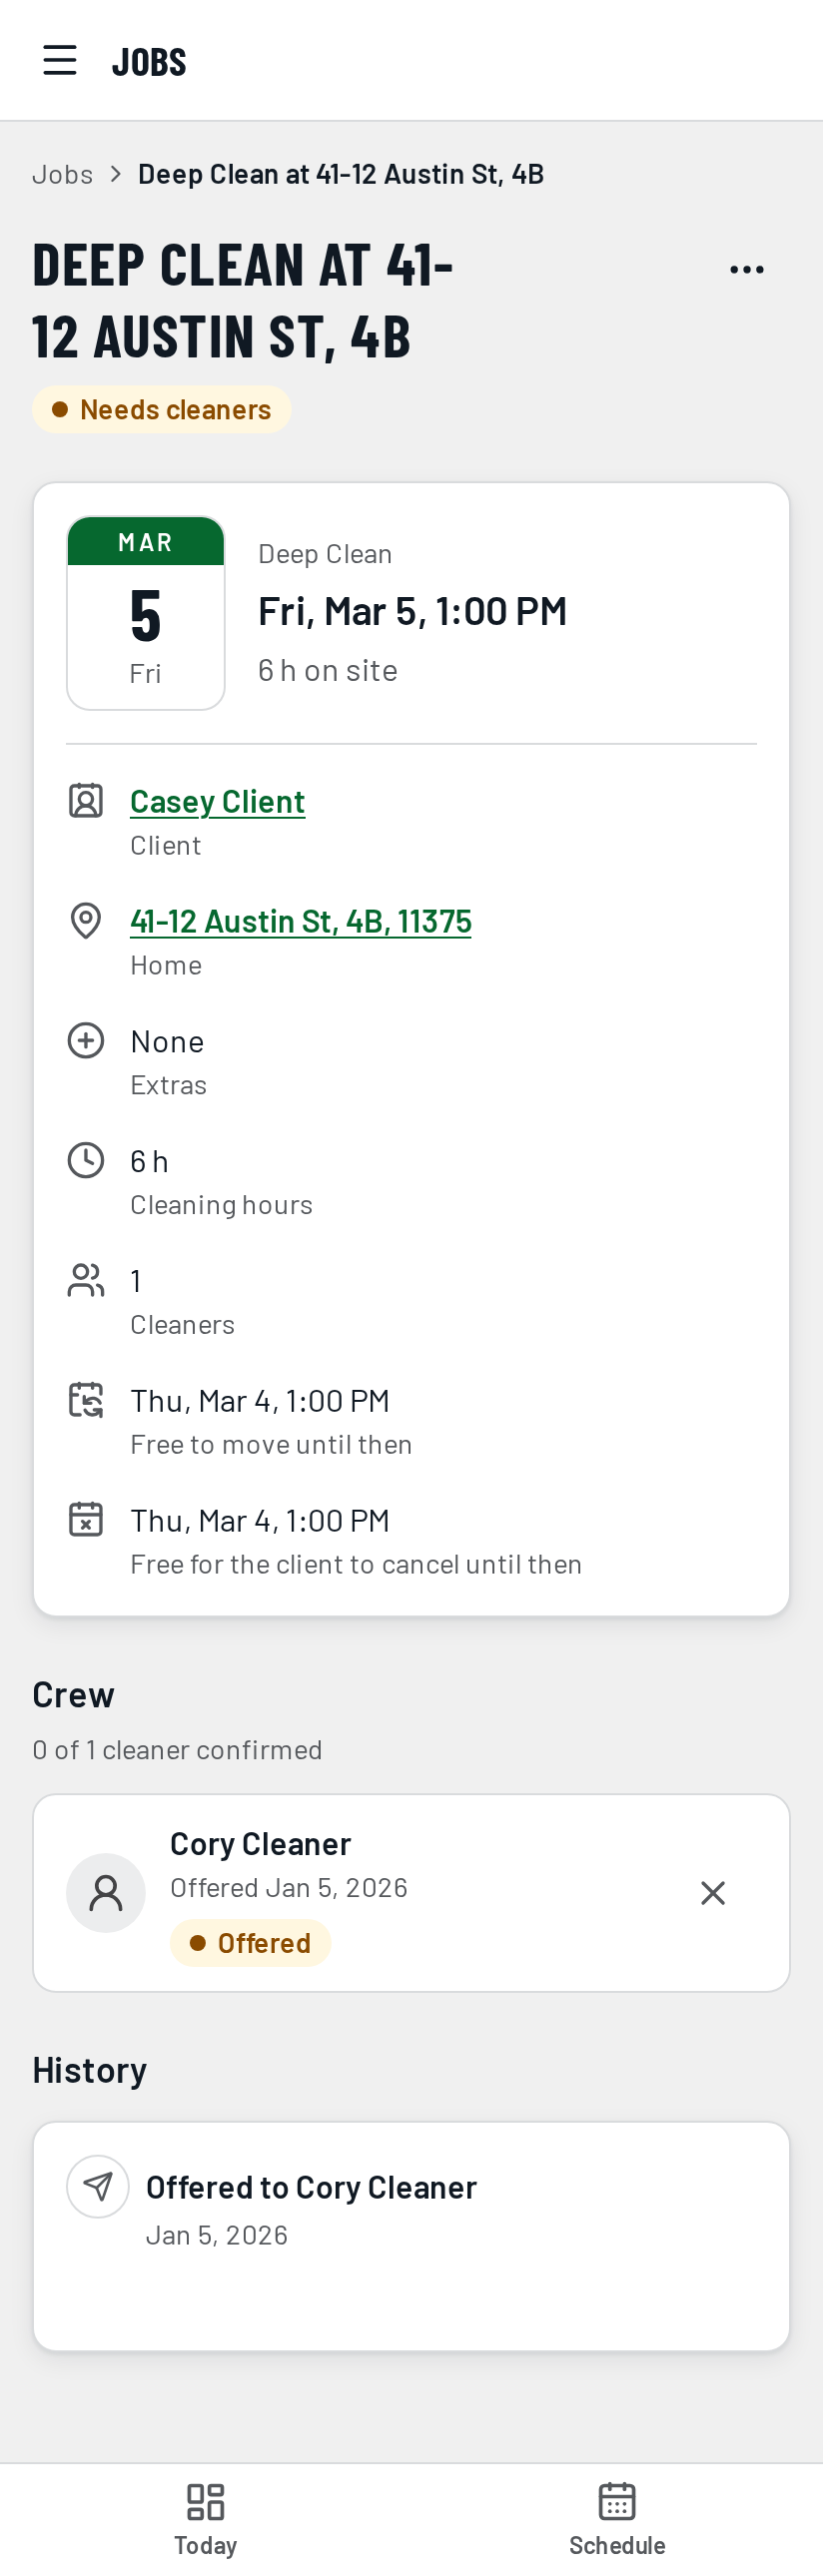 JOBS
Jobs > Deep Clean at 41-12 Austin St, 4B
DEEP CLEAN AT 41-
12 AUSTIN ST, 4B
Needs cleaners
MAR
5
Fri
Deep Clean
Fri, Mar 5, 1:00 PM
6 h on site
Casey Client
Client
41-12 Austin St, 4B, 11375
Home
None
Extras
6 h
Cleaning hours
1
Cleaners
Thu, Mar 4, 1:00 PM
Free to move until then
Thu, Mar 4, 1:00 PM
Free for the client to cancel until then
Crew
0 of 1 cleaner confirmed
Cory Cleaner
Offered Jan 5, 2026
Offered
History
Offered to Cory Cleaner
Jan 5, 2026
Today
Schedule